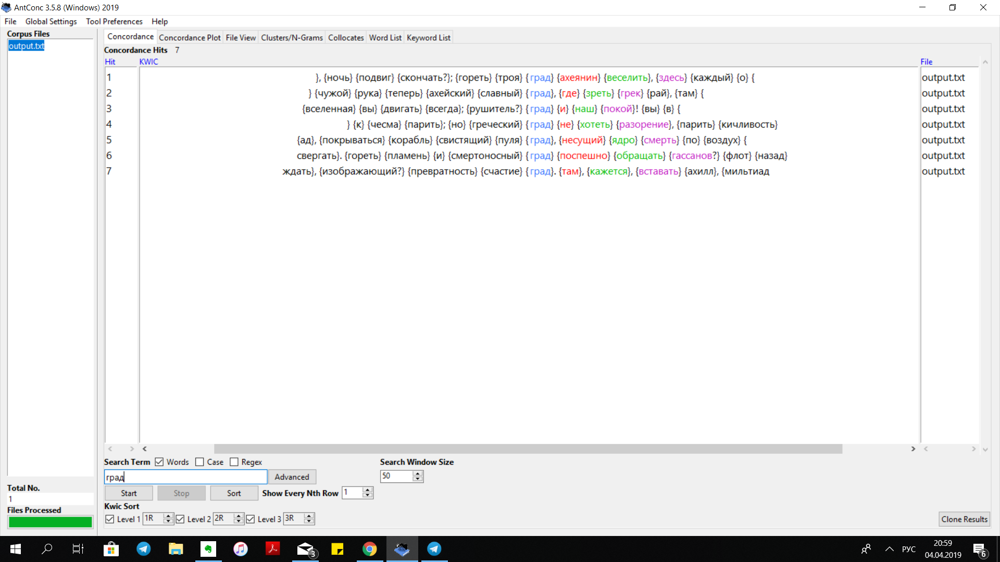 AntConc 3.5.8 (Windows) 2019
File Global Settings Tool Preferences Help
Corpus Files
output.txt
Concordance Concordance Plot File View Clusters/N-Grams Collocates Word List Keyword List
Concordance Hits 7
Hit KWIC File
1 }, {ночь} {подвиг} {скончать?}; {гореть} {троя} {град} {ахеянин} {веселить}, {здесь} {каждый} {о} { output.txt
2 } {чужой} {рука} {теперь} {ахейский} {славный} {град}, {где} {зреть} {грек} {рай}, {там} { output.txt
3 {вселенная} {вы} {двигать} {всегда}; {рушитель?} {град} {и} {наш} {покой}! {вы} {в} { output.txt
4 } {к} {чесма} {парить}; {но} {греческий} {град} {не} {хотеть} {разорение}, {парить} {кичливость} output.txt
5 {ад}, {покрываться} {корабль} {свистящий} {пуля} {град}, {несущий} {ядро} {смерть} {по} {воздух} { output.txt
6 свергать}. {гореть} {пламень} {и} {смертоносный} {град} {поспешно} {обращать} {гассанов?} {флот} {назад} output.txt
7 ждать}, {изображающий?} {превратность} {счастие} {град}. {там}, {кажется}, {вставать} {ахилл}, {мильтиад output.txt
Search Term Words Case Regex Search Window Size
град Advanced 50
Total No.
1
Start Stop Sort Show Every Nth Row 1
Files Processed
Kwic Sort
Level 1 1R Level 2 2R Level 3 3R Clone Results
3
РУС
20:59
04.04.2019
6